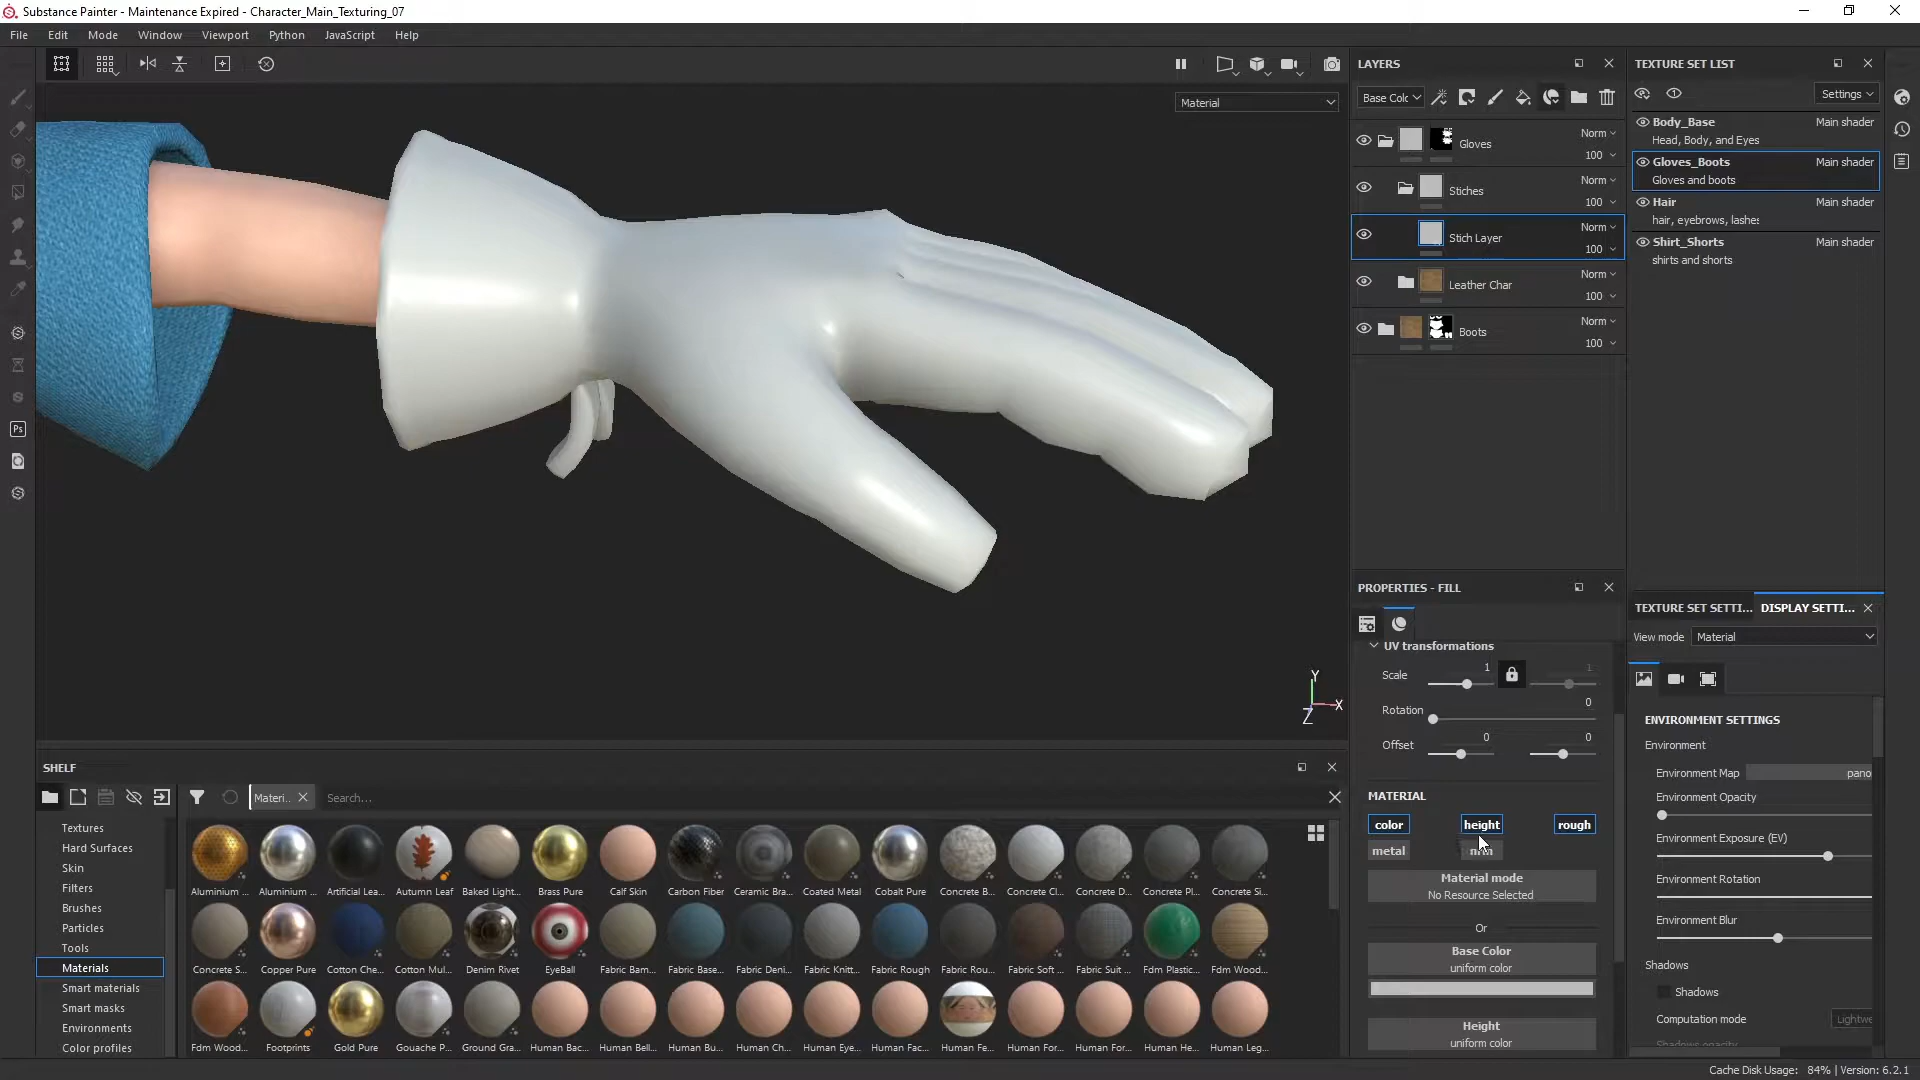 Substance Painter - Maintenance Expired - Character_Main_Texturing_07
File Edit Mode Window Viewport Python JavaScript Help
Material
LAYERS
Base Colc
Gloves Norm 100
Stiches Norm 100
Stich Layer Norm 100
Leather Char Norm 100
Boots Norm 100
TEXTURE SET LIST
Settings
Body_Base Main shader
Head, Body, and Eyes
Gloves_Boots Main shader
Gloves and boots
Hair Main shader
hair, eyebrows, lashes
Shirt_Shorts Main shader
shirts and shorts
Ps
Y
X
Z
PROPERTIES - FILL
UV transformations
Scale 1 1
Rotation 0
Offset 0 0
MATERIAL
color height rough
metal
Material mode
No Resource Selected
Or
Base Color
uniform color
Height
uniform color
TEXTURE SET SETTI... DISPLAY SETTI...
View mode Material
ENVIRONMENT SETTINGS
Environment
Environment Map pano
Environment Opacity
Environment Exposure (EV)
Environment Rotation
Environment Blur
Shadows
Shadows
Computation mode Lightwe
Shadows opacity
SHELF
Materi... Search...
Textures
Hard Surfaces
Skin
Filters
Brushes
Particles
Tools
Materials
Smart materials
Smart masks
Environments
Color profiles
Aluminium ... Aluminium ... Artificial Lea... Autumn Leaf Baked Light... Brass Pure Calf Skin Carbon Fiber Ceramic Bra... Coated Metal Cobalt Pure Concrete B... Concrete Cl... Concrete D... Concrete Pl... Concrete Si...
Concrete S... Copper Pure Cotton Che... Cotton Mul... Denim Rivet EyeBall Fabric Bam... Fabric Base... Fabric Deni... Fabric Knitt... Fabric Rough Fabric Rou... Fabric Soft ... Fabric Suit ... Fdm Plastic... Fdm Wood...
Fdm Wood... Footprints Gold Pure Gouache P... Ground Gra... Human Bac... Human Bell... Human Bu... Human Ch... Human Eye... Human Fac... Human Fe... Human For... Human For... Human He... Human Leg...
Cache Disk Usage: 84% | Version: 6.2.1